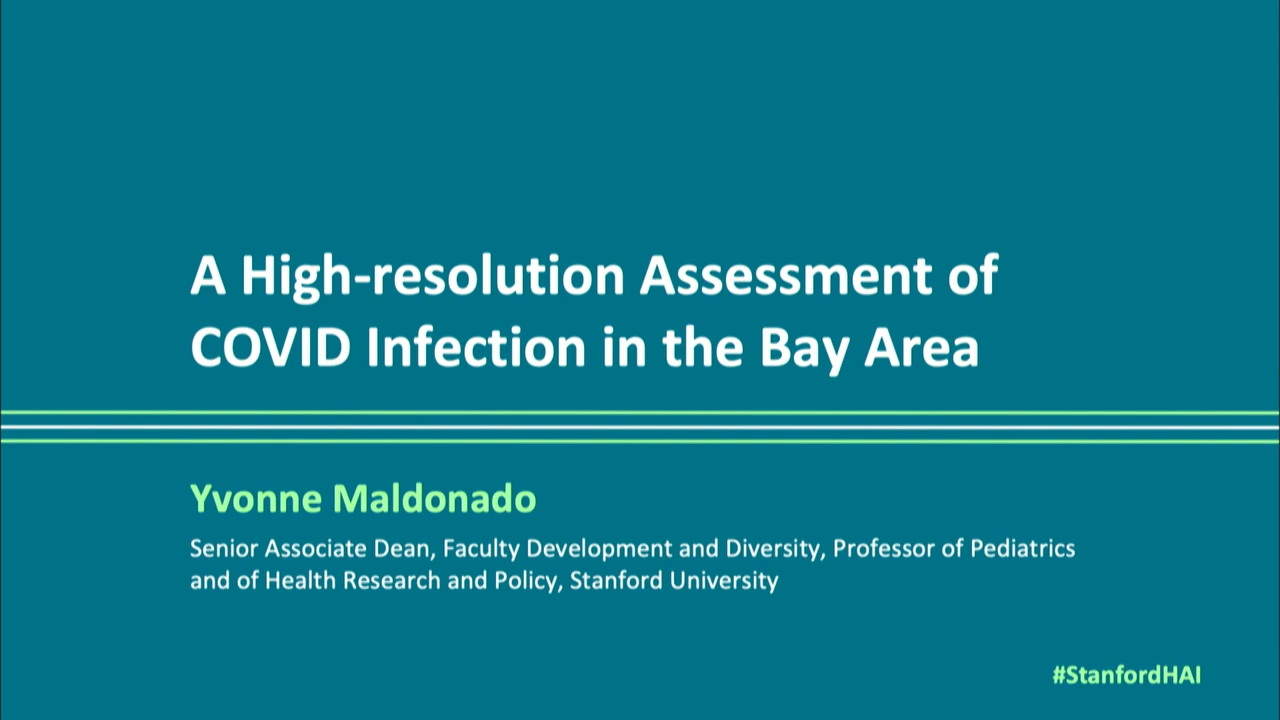 A High-resolution Assessment of
COVID Infection in the Bay Area
Yvonne Maldonado
Senior Associate Dean, Faculty Development and Diversity, Professor of Pediatrics
and of Health Research and Policy, Stanford University
#StanfordHAI